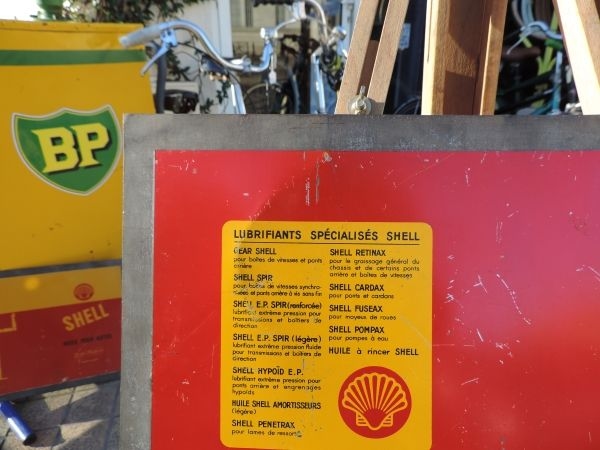 BP
SHELL
LUBRIFIANTS SPÉCIALISÉS SHELL
GEAR SHELL
pour boîtes de vitesses et ponts
arrière
SHELL SPIR
pour boîtes de vitesses synchro-
nisées et ponts arrière à vis sans fin
SHELL E.P. SPIR (renforcée)
lubrifiant extrême pression pour
transmissions et boîtiers de
direction
SHELL E.P. SPIR (légère)
lubrifiant extrême pression fluide
pour transmissions et boîtiers de
direction
SHELL HYPOÏD E.P.
lubrifiant extrême pression pour
ponts arrière et engrenages
hypoïds
HUILE SHELL AMORTISSEURS
(légère)
SHELL PENETRAX
pour lames de ressorts
SHELL RETINAX
pour le graissage général du
chassis et de certains ponts
arrière et boîtes de vitesses
SHELL CARDAX
pour ponts et cardans
SHELL FUSEAX
pour moyeux de roues
SHELL POMPAX
pour pompes à eau
HUILE à rincer SHELL